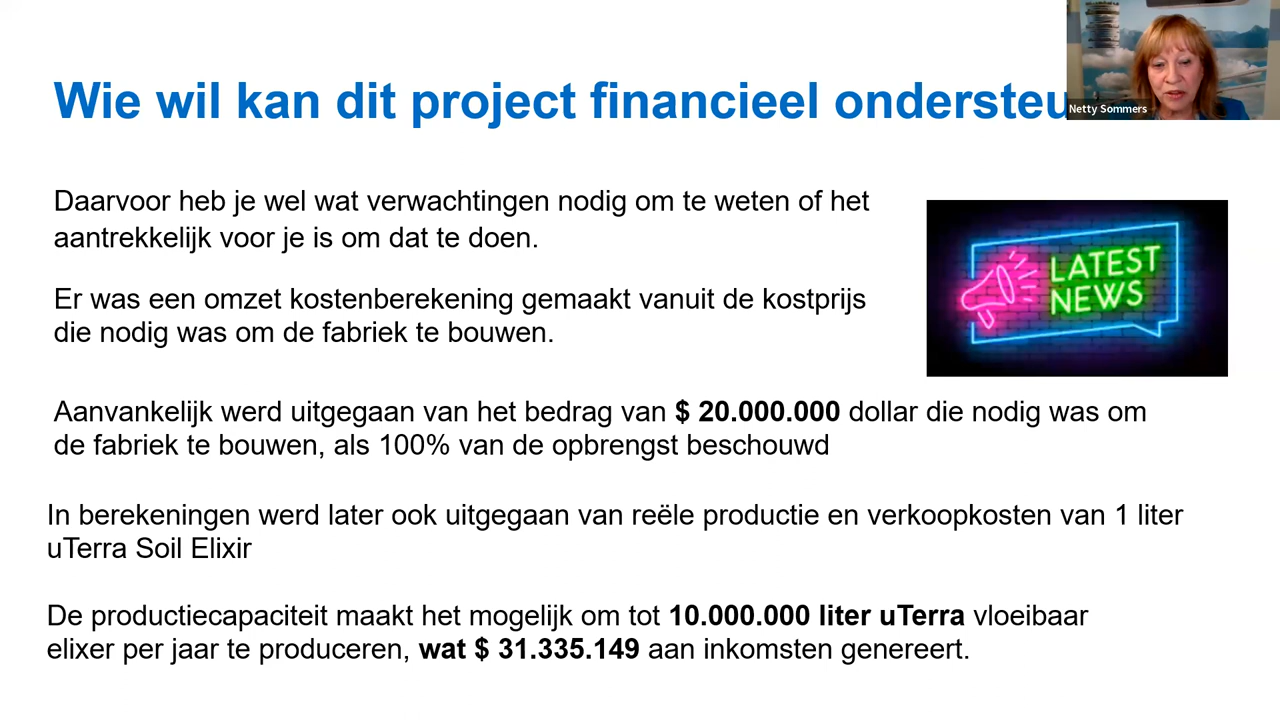 Wie wil kan dit project financieel ondersteu
Netty Sommers
Daarvoor heb je wel wat verwachtingen nodig om te weten of het
aantrekkelijk voor je is om dat te doen.
LATEST
NEWS
Er was een omzet kostenberekening gemaakt vanuit de kostprijs
die nodig was om de fabriek te bouwen.
Aanvankelijk werd uitgegaan van het bedrag van $ 20.000.000 dollar die nodig was om
de fabriek te bouwen, als 100% van de opbrengst beschouwd
In berekeningen werd later ook uitgegaan van reële productie en verkoopkosten van 1 liter
uTerra Soil Elixir
De productiecapaciteit maakt het mogelijk om tot 10.000.000 liter uTerra vloeibaar
elixer per jaar te produceren, wat $ 31.335.149 aan inkomsten genereert.